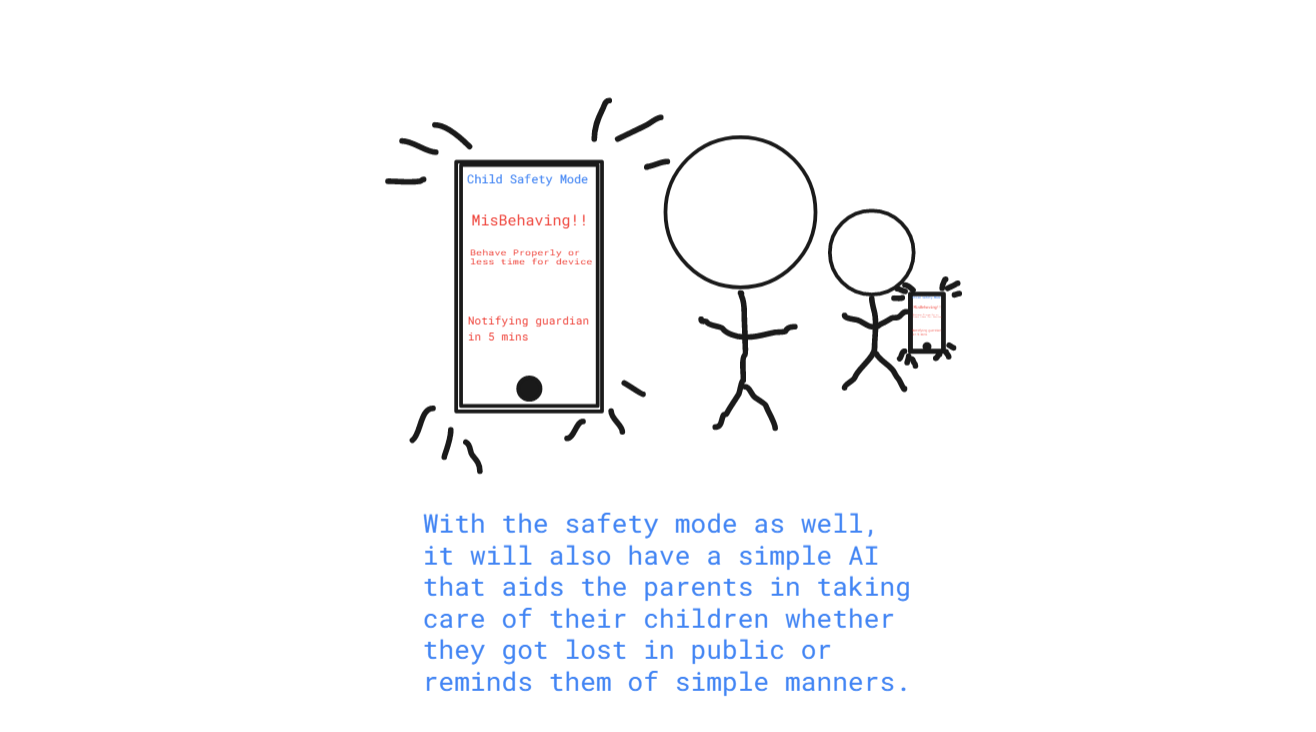 Child Safety Mode
MisBehaving!!
Behave Properly or
less time for device
Notifying guardian
in 5 mins
With the safety mode as well,
it will also have a simple AI
that aids the parents in taking
care of their children whether
they got lost in public or
reminds them of simple manners.